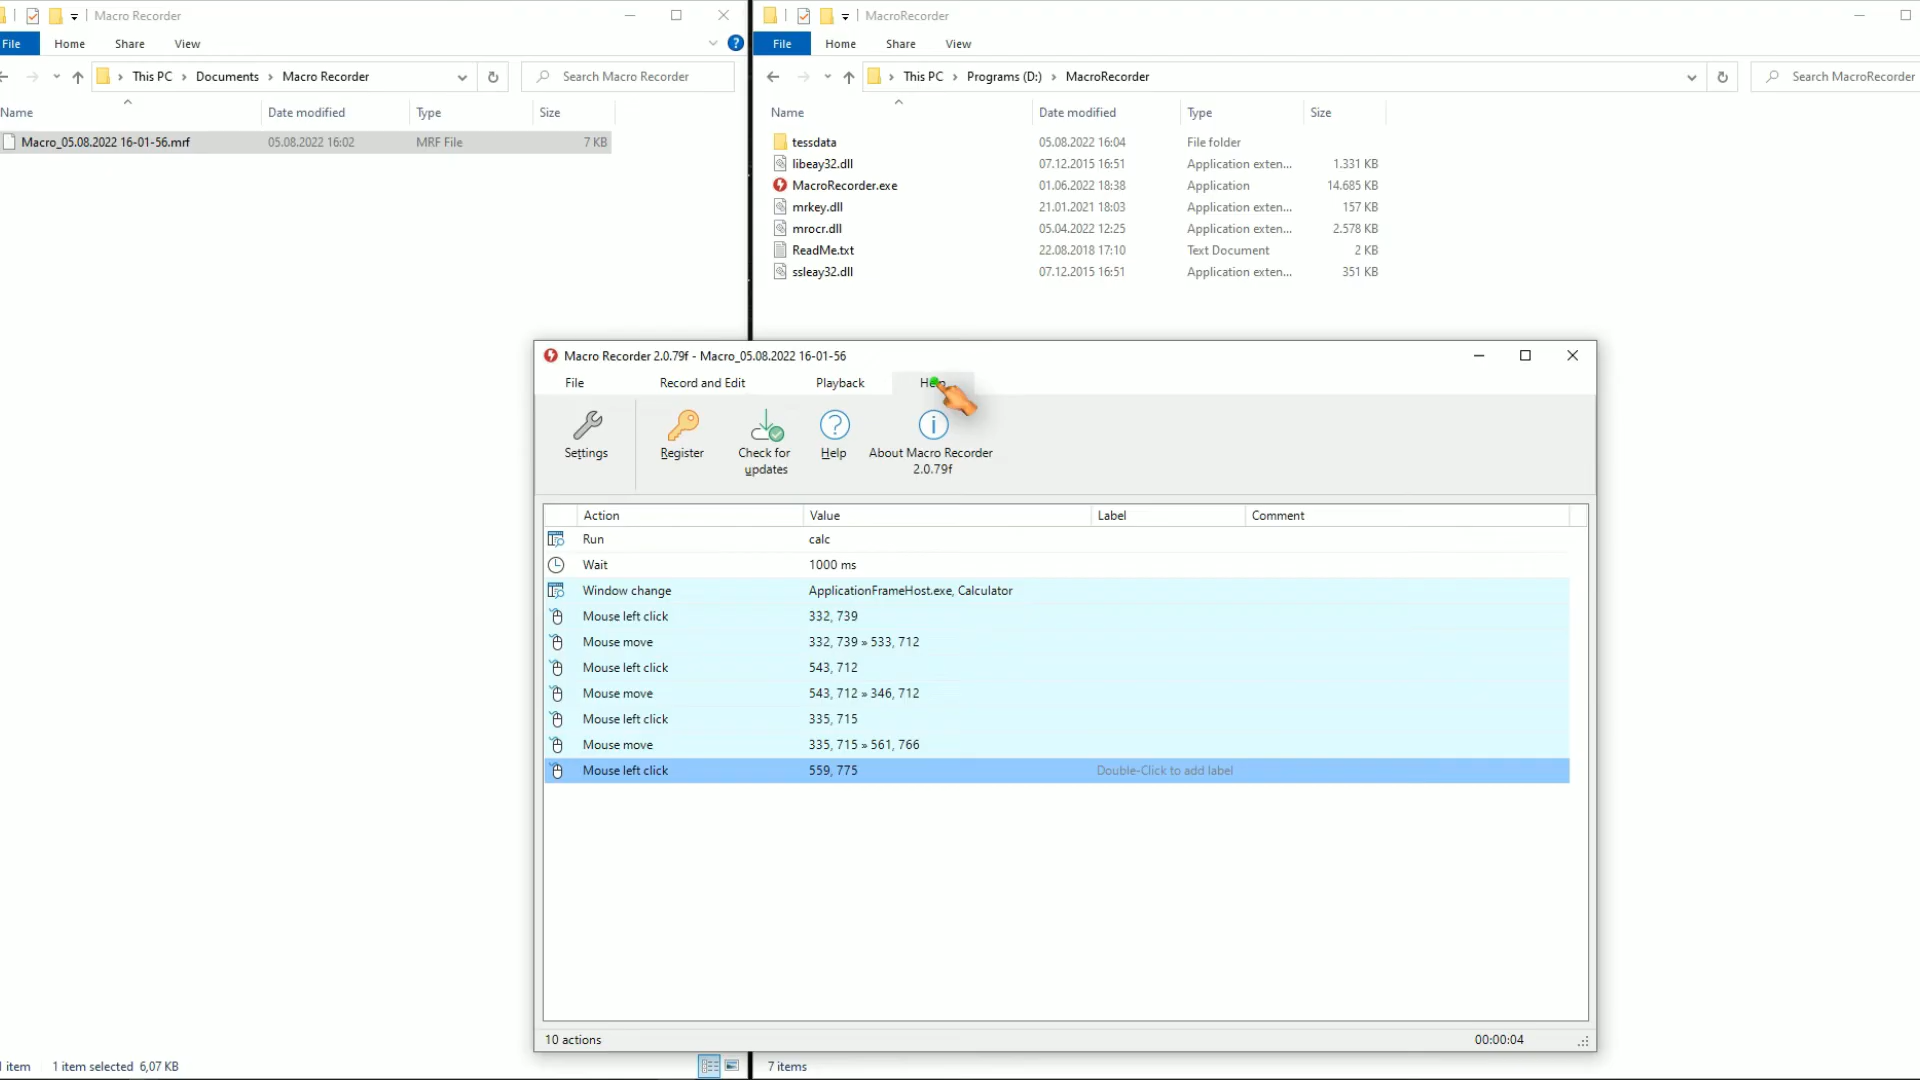 Macro Recorder
File Home Share View
This PC > Documents > Macro Recorder
Search Macro Recorder
Name Date modified Type Size
Macro_05.08.2022 16-01-56.mrf 05.08.2022 16:02 MRF File 7 KB
item 1 item selected 6,07 KB
MacroRecorder
File Home Share View
This PC > Programs (D:) > MacroRecorder
Search MacroRecorder
Name Date modified Type Size
tessdata 05.08.2022 16:04 File folder
libeay32.dll 07.12.2015 16:51 Application exten... 1.331 KB
MacroRecorder.exe 01.06.2022 18:38 Application 14.685 KB
mrkey.dll 21.01.2021 18:03 Application exten... 157 KB
mrocr.dll 05.04.2022 12:25 Application exten... 2.578 KB
ReadMe.txt 22.08.2018 17:10 Text Document 2 KB
ssleay32.dll 07.12.2015 16:51 Application exten... 351 KB
7 items
Macro Recorder 2.0.79f - Macro_05.08.2022 16-01-56
File Record and Edit Playback Help
Settings
Register
Check for
updates
Help
About Macro Recorder
2.0.79f
Action Value Label Comment
Run calc
Wait 1000 ms
Window change ApplicationFrameHost.exe, Calculator
Mouse left click 332, 739
Mouse move 332, 739 » 533, 712
Mouse left click 543, 712
Mouse move 543, 712 » 346, 712
Mouse left click 335, 715
Mouse move 335, 715 » 561, 766
Mouse left click 559, 775 Double-Click to add label
10 actions 00:00:04